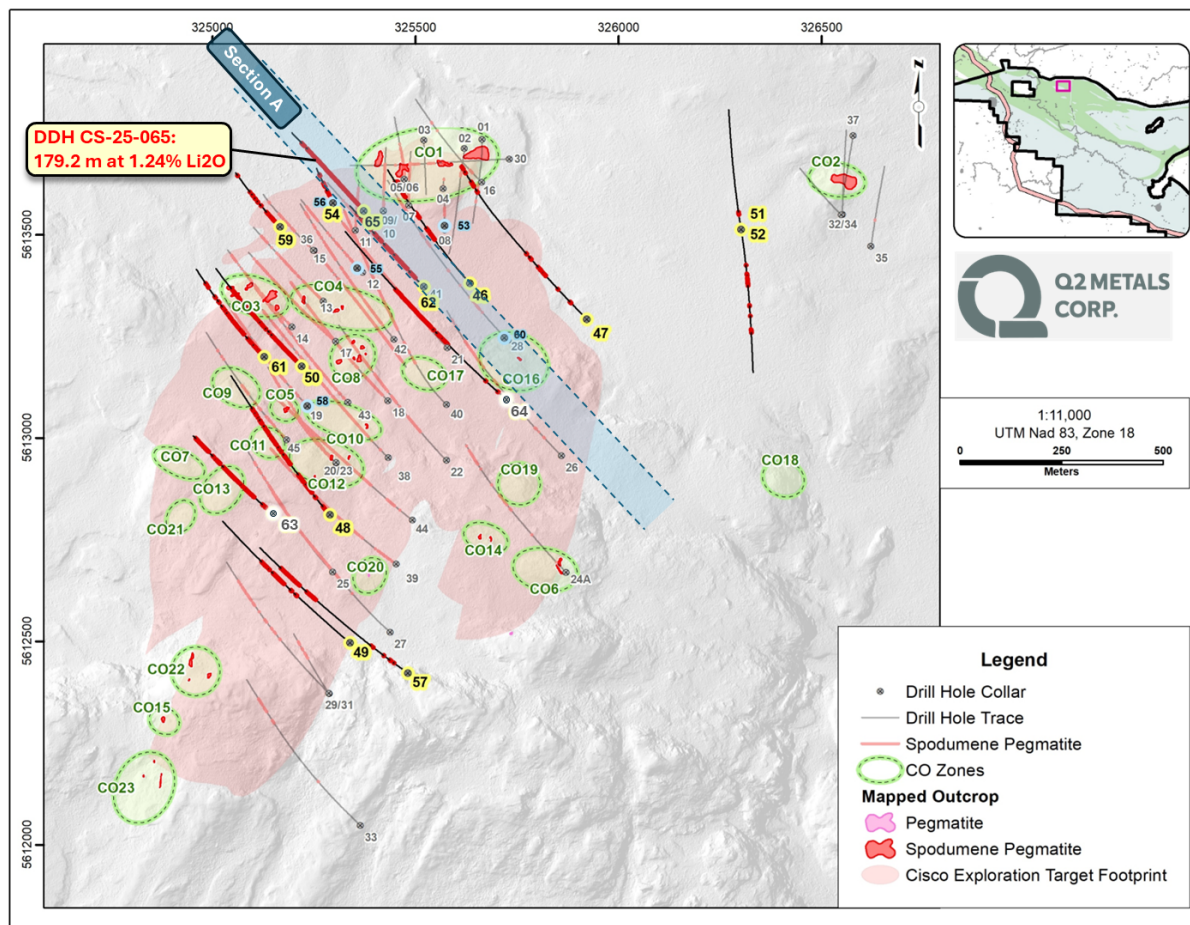 325000
325500
326000
326500
Section A
DDH CS-25-065:
179.2 m at 1.24% Li2O
5613500
5613000
5612500
5612000
N
03
01
02
CO1
30
05/06
04
16
07
37
CO2
32/34
35
56
54
65
09/
10
53
08
59
36
15
11
55
12
51
52
CO3
CO4
13
62
41
46
47
14
17
CO8
42
21
60
28
CO16
61
50
CO9
CO5
58
19
43
18
CO17
40
64
CO10
CO11
45
CO7
20/23
CO12
38
22
CO19
26
CO18
CO13
CO21
63
48
44
CO14
CO20
25
39
CO6
24A
27
49
57
CO22
29/31
CO15
CO23
33
Q2 METALS
CORP.
1:11,000
UTM Nad 83, Zone 18
0 250 500
Meters
Legend
Drill Hole Collar
Drill Hole Trace
Spodumene Pegmatite
CO Zones
Mapped Outcrop
Pegmatite
Spodumene Pegmatite
Cisco Exploration Target Footprint